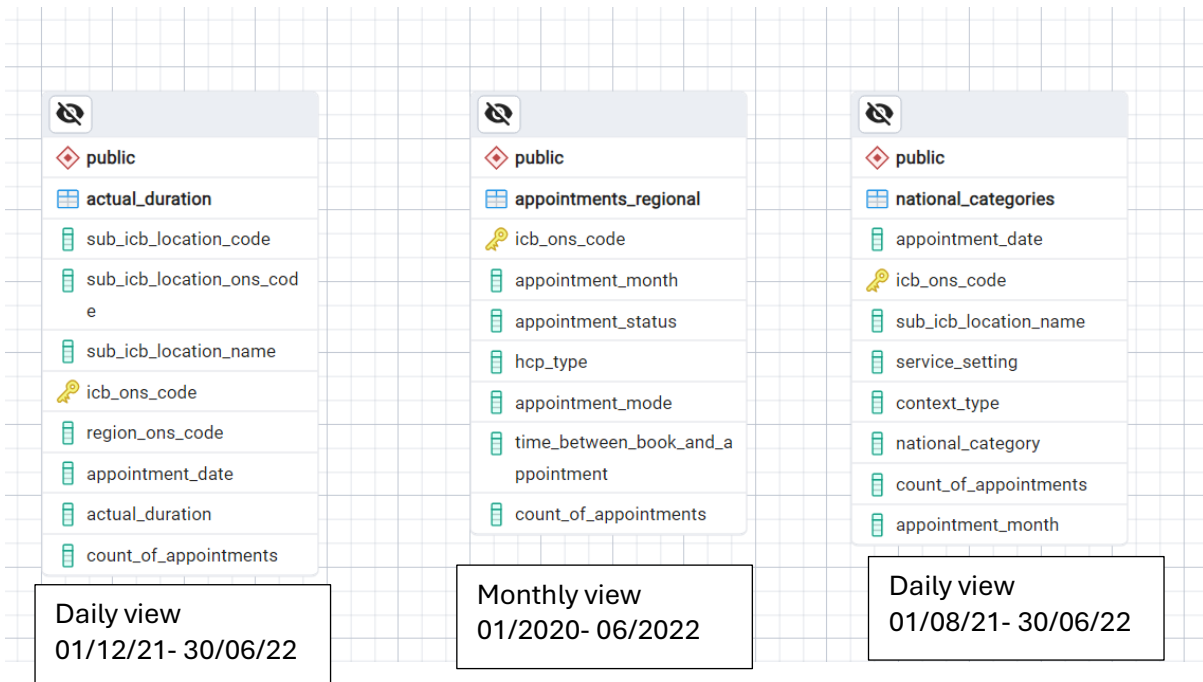 public
actual_duration
sub_icb_location_code
sub_icb_location_ons_cod
e
sub_icb_location_name
icb_ons_code
region_ons_code
appointment_date
actual_duration
count_of_appointments
Daily view
01/12/21- 30/06/22
public
appointments_regional
icb_ons_code
appointment_month
appointment_status
hcp_type
appointment_mode
time_between_book_and_a
ppointment
count_of_appointments
Monthly view
01/2020- 06/2022
public
national_categories
appointment_date
icb_ons_code
sub_icb_location_name
service_setting
context_type
national_category
count_of_appointments
appointment_month
Daily view
01/08/21- 30/06/22